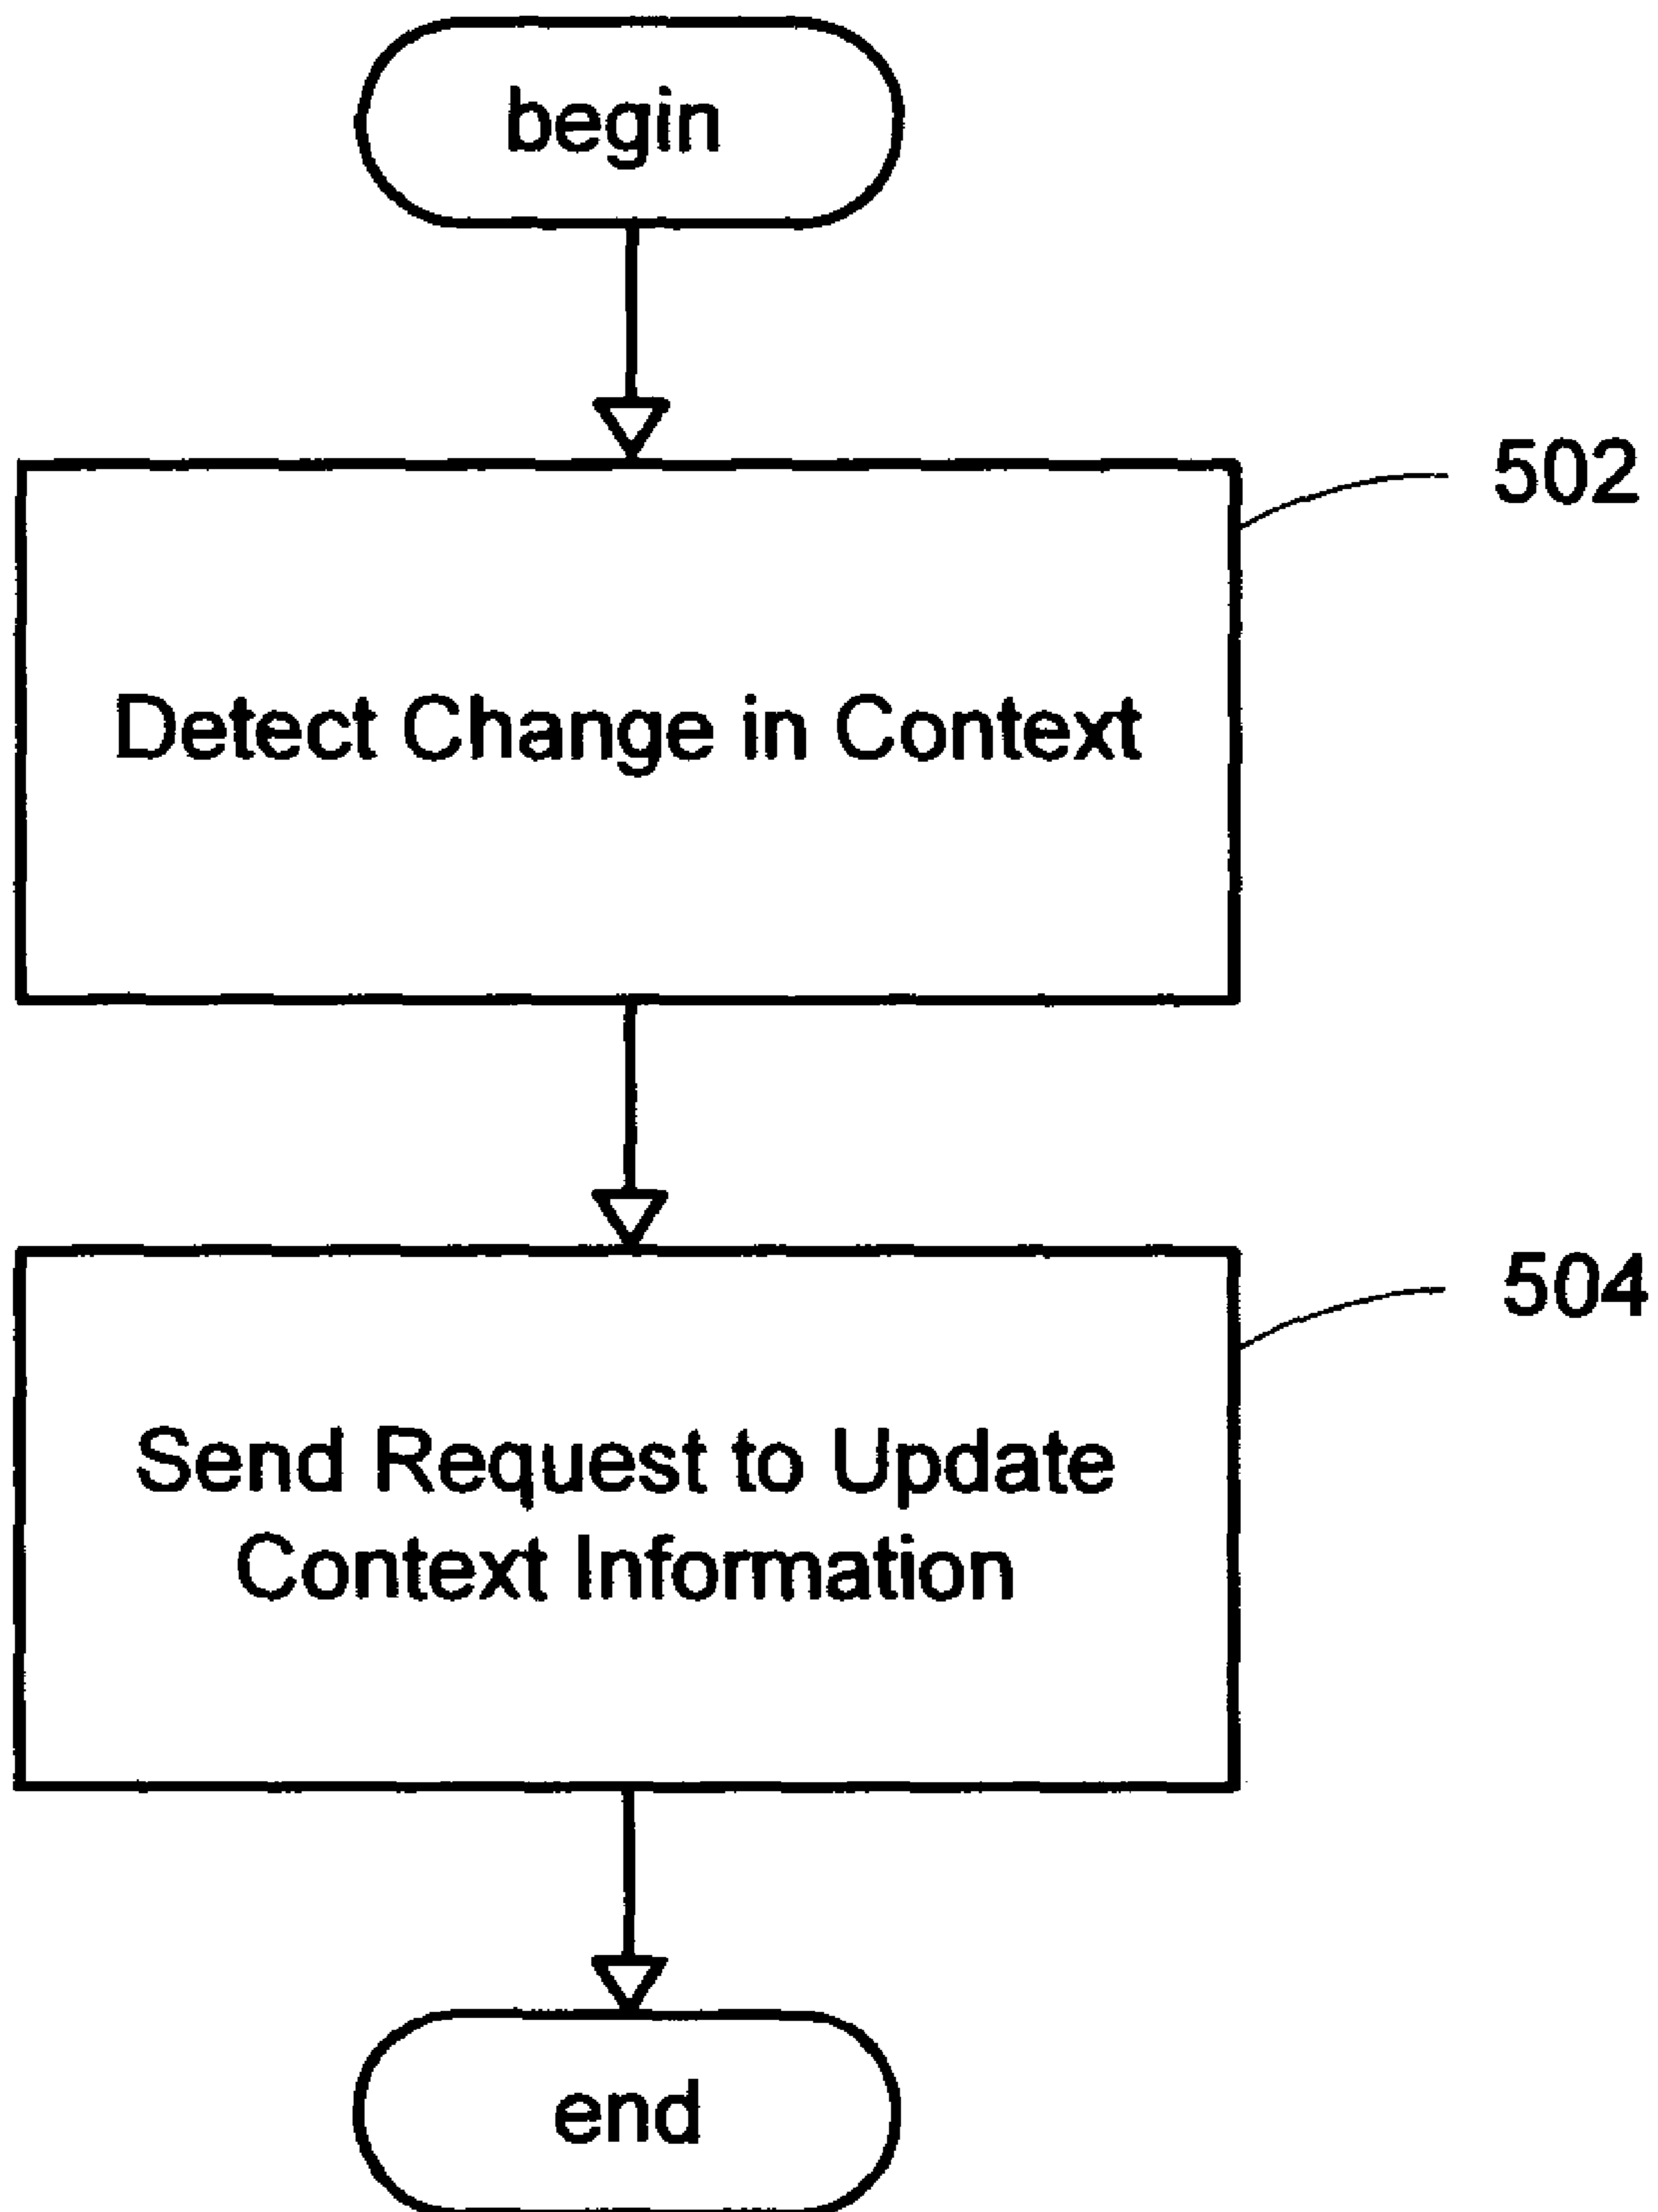 begin
502
Detect Change in Context
504
Send Request to Update
Context Information
end